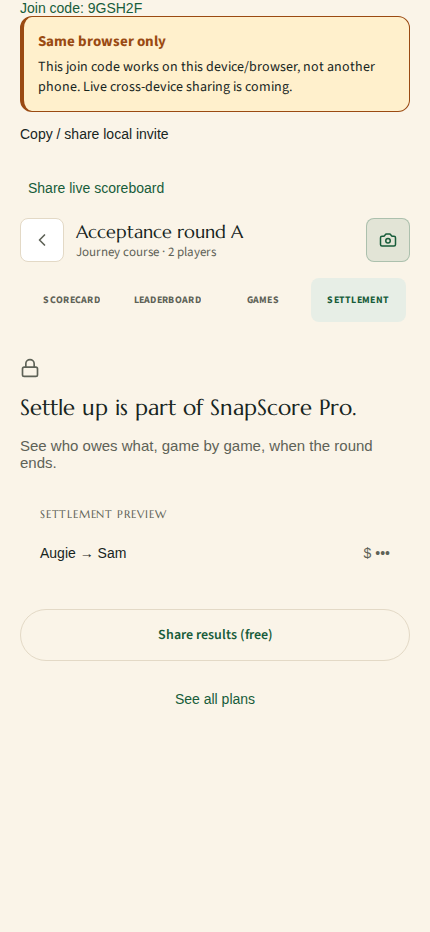 Join code: 9GSH2F
Same browser only
This join code works on this device/browser, not another
phone. Live cross-device sharing is coming.
Copy / share local invite
Share live scoreboard
Acceptance round A
Journey course · 2 players
SCORECARD LEADERBOARD GAMES SETTLEMENT
Settle up is part of SnapScore Pro.
See who owes what, game by game, when the round
ends.
SETTLEMENT PREVIEW
Augie → Sam $ •••
Share results (free)
See all plans